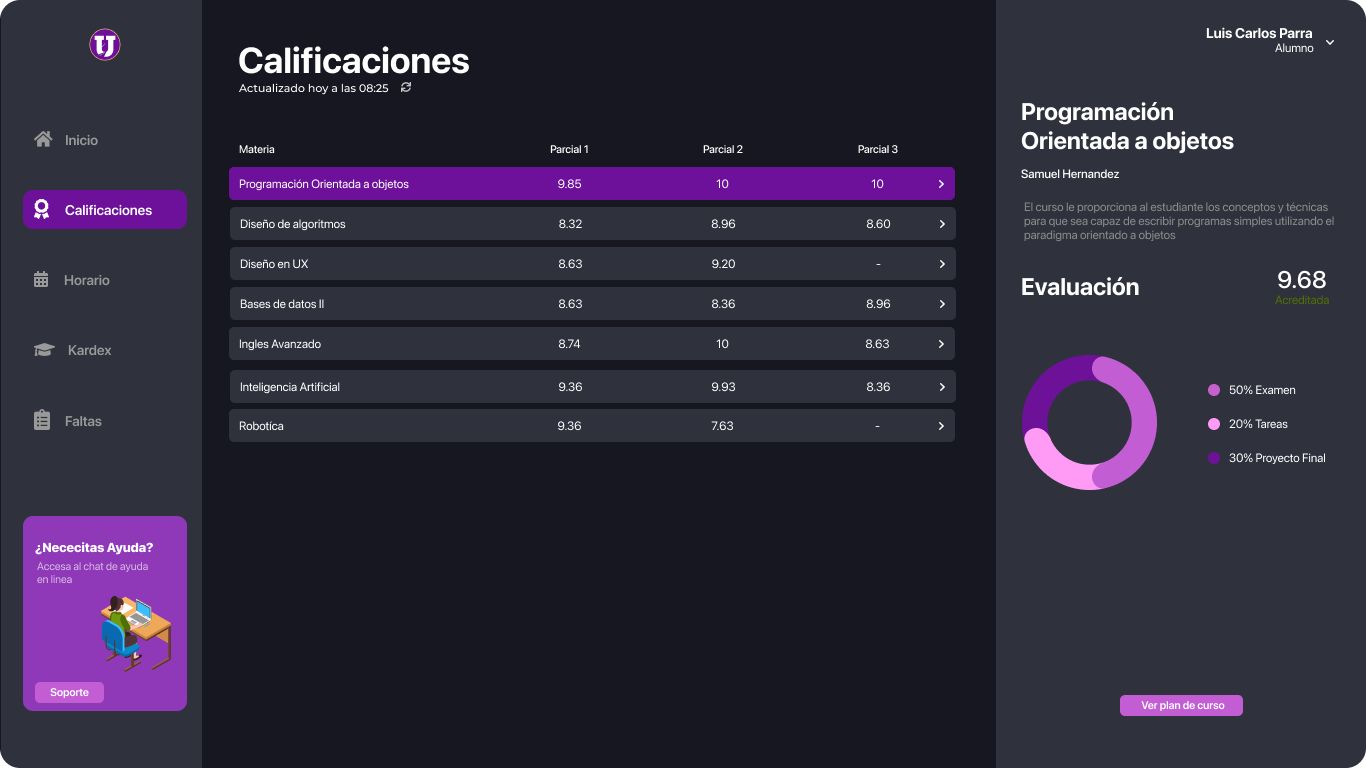 UJ
Inicio
Calificaciones
Horario
Kardex
Faltas
¿Nececitas Ayuda?
Accesa al chat de ayuda
en linea
Soporte
Calificaciones
Actualizado hoy a las 08:25
Materia Parcial 1 Parcial 2 Parcial 3
Programación Orientada a objetos 9.85 10 10
Diseño de algoritmos 8.32 8.96 8.60
Diseño en UX 8.63 9.20 -
Bases de datos II 8.63 8.36 8.96
Ingles Avanzado 8.74 10 8.63
Inteligencia Artificial 9.36 9.93 8.36
Robotica 9.36 7.63 -
Luis Carlos Parra
Alumno
Programación
Orientada a objetos
Samuel Hernandez
El curso le proporciona al estudiante los conceptos y técnicas
para que sea capaz de escribir programas simples utilizando el
paradigma orientado a objetos
Evaluación 9.68
Acreditada
50% Examen
20% Tareas
30% Proyecto Final
Ver plan de curso